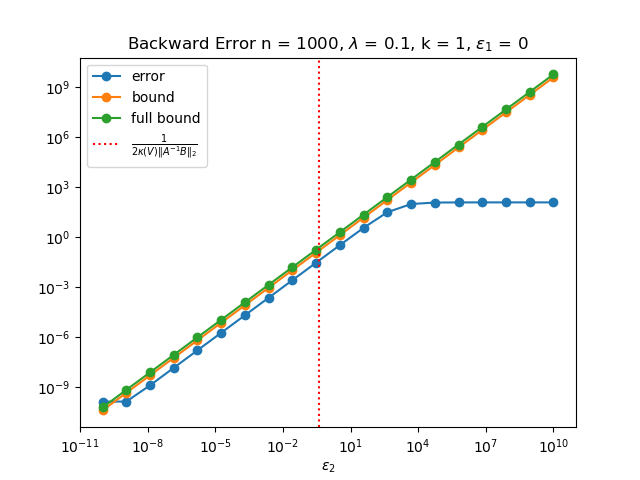 Backward Error n = 1000, λ = 0.1, k = 1, ε₁ = 0
error
bound
full bound
1/(2κ(V)‖A⁻¹B‖₂)
10⁹
10⁶
10³
10⁰
10⁻³
10⁻⁶
10⁻⁹
10⁻¹¹ 10⁻⁸ 10⁻⁵ 10⁻² 10¹ 10⁴ 10⁷ 10¹⁰
ε₂